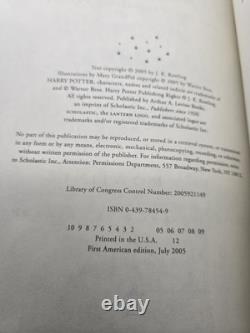 Text copyright © 2005 by J. K. Rowling
Illustrations by Mary GrandPré copyright © 2005 by Warner Bros.
HARRY POTTER, characters, names and related indicia are trademarks of
and © Warner Bros. Harry Potter Publishing Rights © J. K. Rowling.
All rights reserved. Published by Arthur A. Levine Books,
an imprint of Scholastic Inc., Publishers since 1920.
SCHOLASTIC, the LANTERN LOGO, and associated logos are
trademarks and/or registered trademarks of Scholastic Inc.
No part of this publication may be reproduced, or stored in a retrieval system, or transmitted
in any form or by any means, electronic, mechanical, photocopying, recording, or otherwise,
without written permission of the publisher. For information regarding permission, write
to Scholastic Inc., Attention: Permissions Department, 557 Broadway, New York, NY
Library of Congress Control Number: 2005921149
ISBN 0-439-78454-9
10 9 8 7 6 5 4 3 2 05 06 07 08 09
Printed in the U.S.A. 12
First American edition, July 2005
ebay